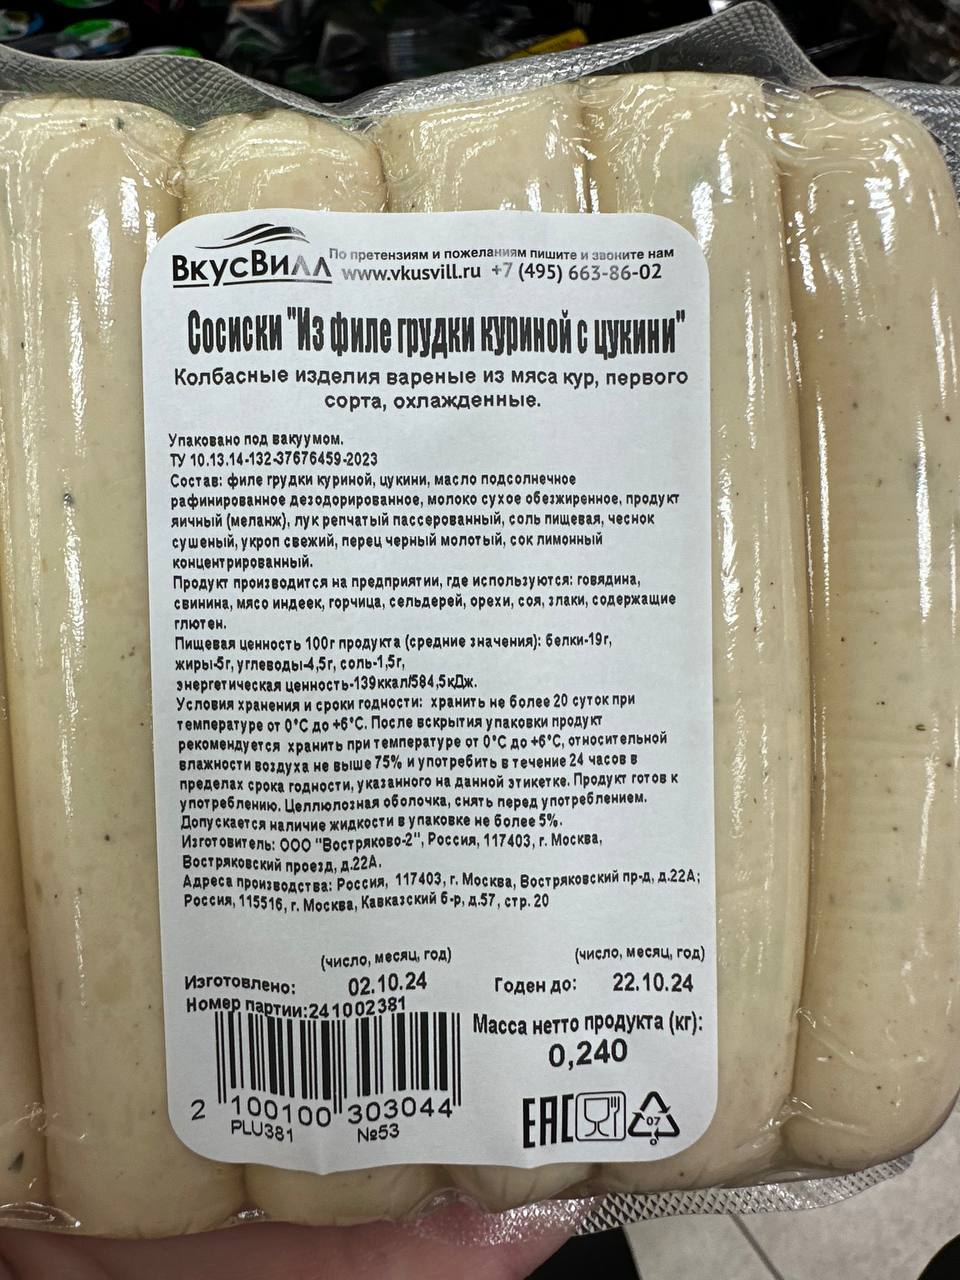 ВкусВилл
По претензиям и пожеланиям пишите и звоните нам
www.vkusvill.ru +7 (495) 663-86-02
Сосиски "Из филе грудки куриной с цукини"
Колбасные изделия вареные из мяса кур, первого
сорта, охлажденные.
Упаковано под вакуумом.
ТУ 10.13.14-132-37676459-2023
Состав: филе грудки куриной, цукини, масло подсолнечное
рафинированное дезодорированное, молоко сухое обезжиренное, продукт
яичный (меланж), лук репчатый пассерованный, соль пищевая, чеснок
сушеный, укроп свежий, перец черный молотый, сок лимонный
концентрированный.
Продукт производится на предприятии, где используются: говядина,
свинина, мясо индеек, горчица, сельдерей, орехи, соя, злаки, содержащие
глютен.
Пищевая ценность 100г продукта (средние значения): белки-19г,
жиры-5г, углеводы-4,5г, соль-1,5г,
энергетическая ценность-139ккал/584,5кДж.
Условия хранения и сроки годности: хранить не более 20 суток при
температуре от 0°С до +6°С. После вскрытия упаковки продукт
рекомендуется хранить при температуре от 0°С до +6°С, относительной
влажности воздуха не выше 75% и употребить в течение 24 часов в
пределах срока годности, указанного на данной этикетке. Продукт готов к
употреблению. Целлюлозная оболочка, снять перед употреблением.
Допускается наличие жидкости в упаковке не более 5%.
Изготовитель: ООО "Востряково-2", Россия, 117403, г. Москва,
Востряковский проезд, д.22А.
Адреса производства: Россия, 117403, г. Москва, Востряковский пр-д, д.22А;
Россия, 115516, г. Москва, Кавказский б-р, д.57, стр. 20
(число, месяц, год) (число, месяц, год)
Изготовлено: 02.10.24 Годен до: 22.10.24
Номер партии:241002381
Масса нетто продукта (кг):
0,240
2 100100 303044
PLU381 №53
EAC
07